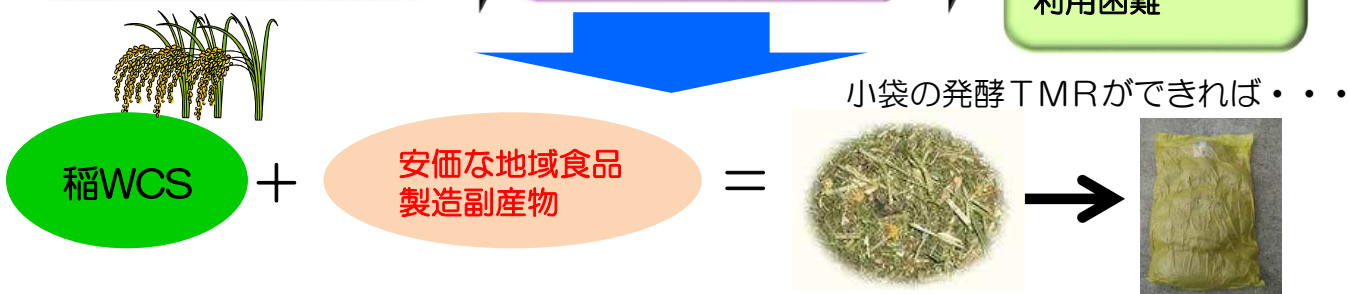 利用困難
小袋の発酵TMRができれば・・・
稲WCS
+
安価な地域食品
製造副産物
=